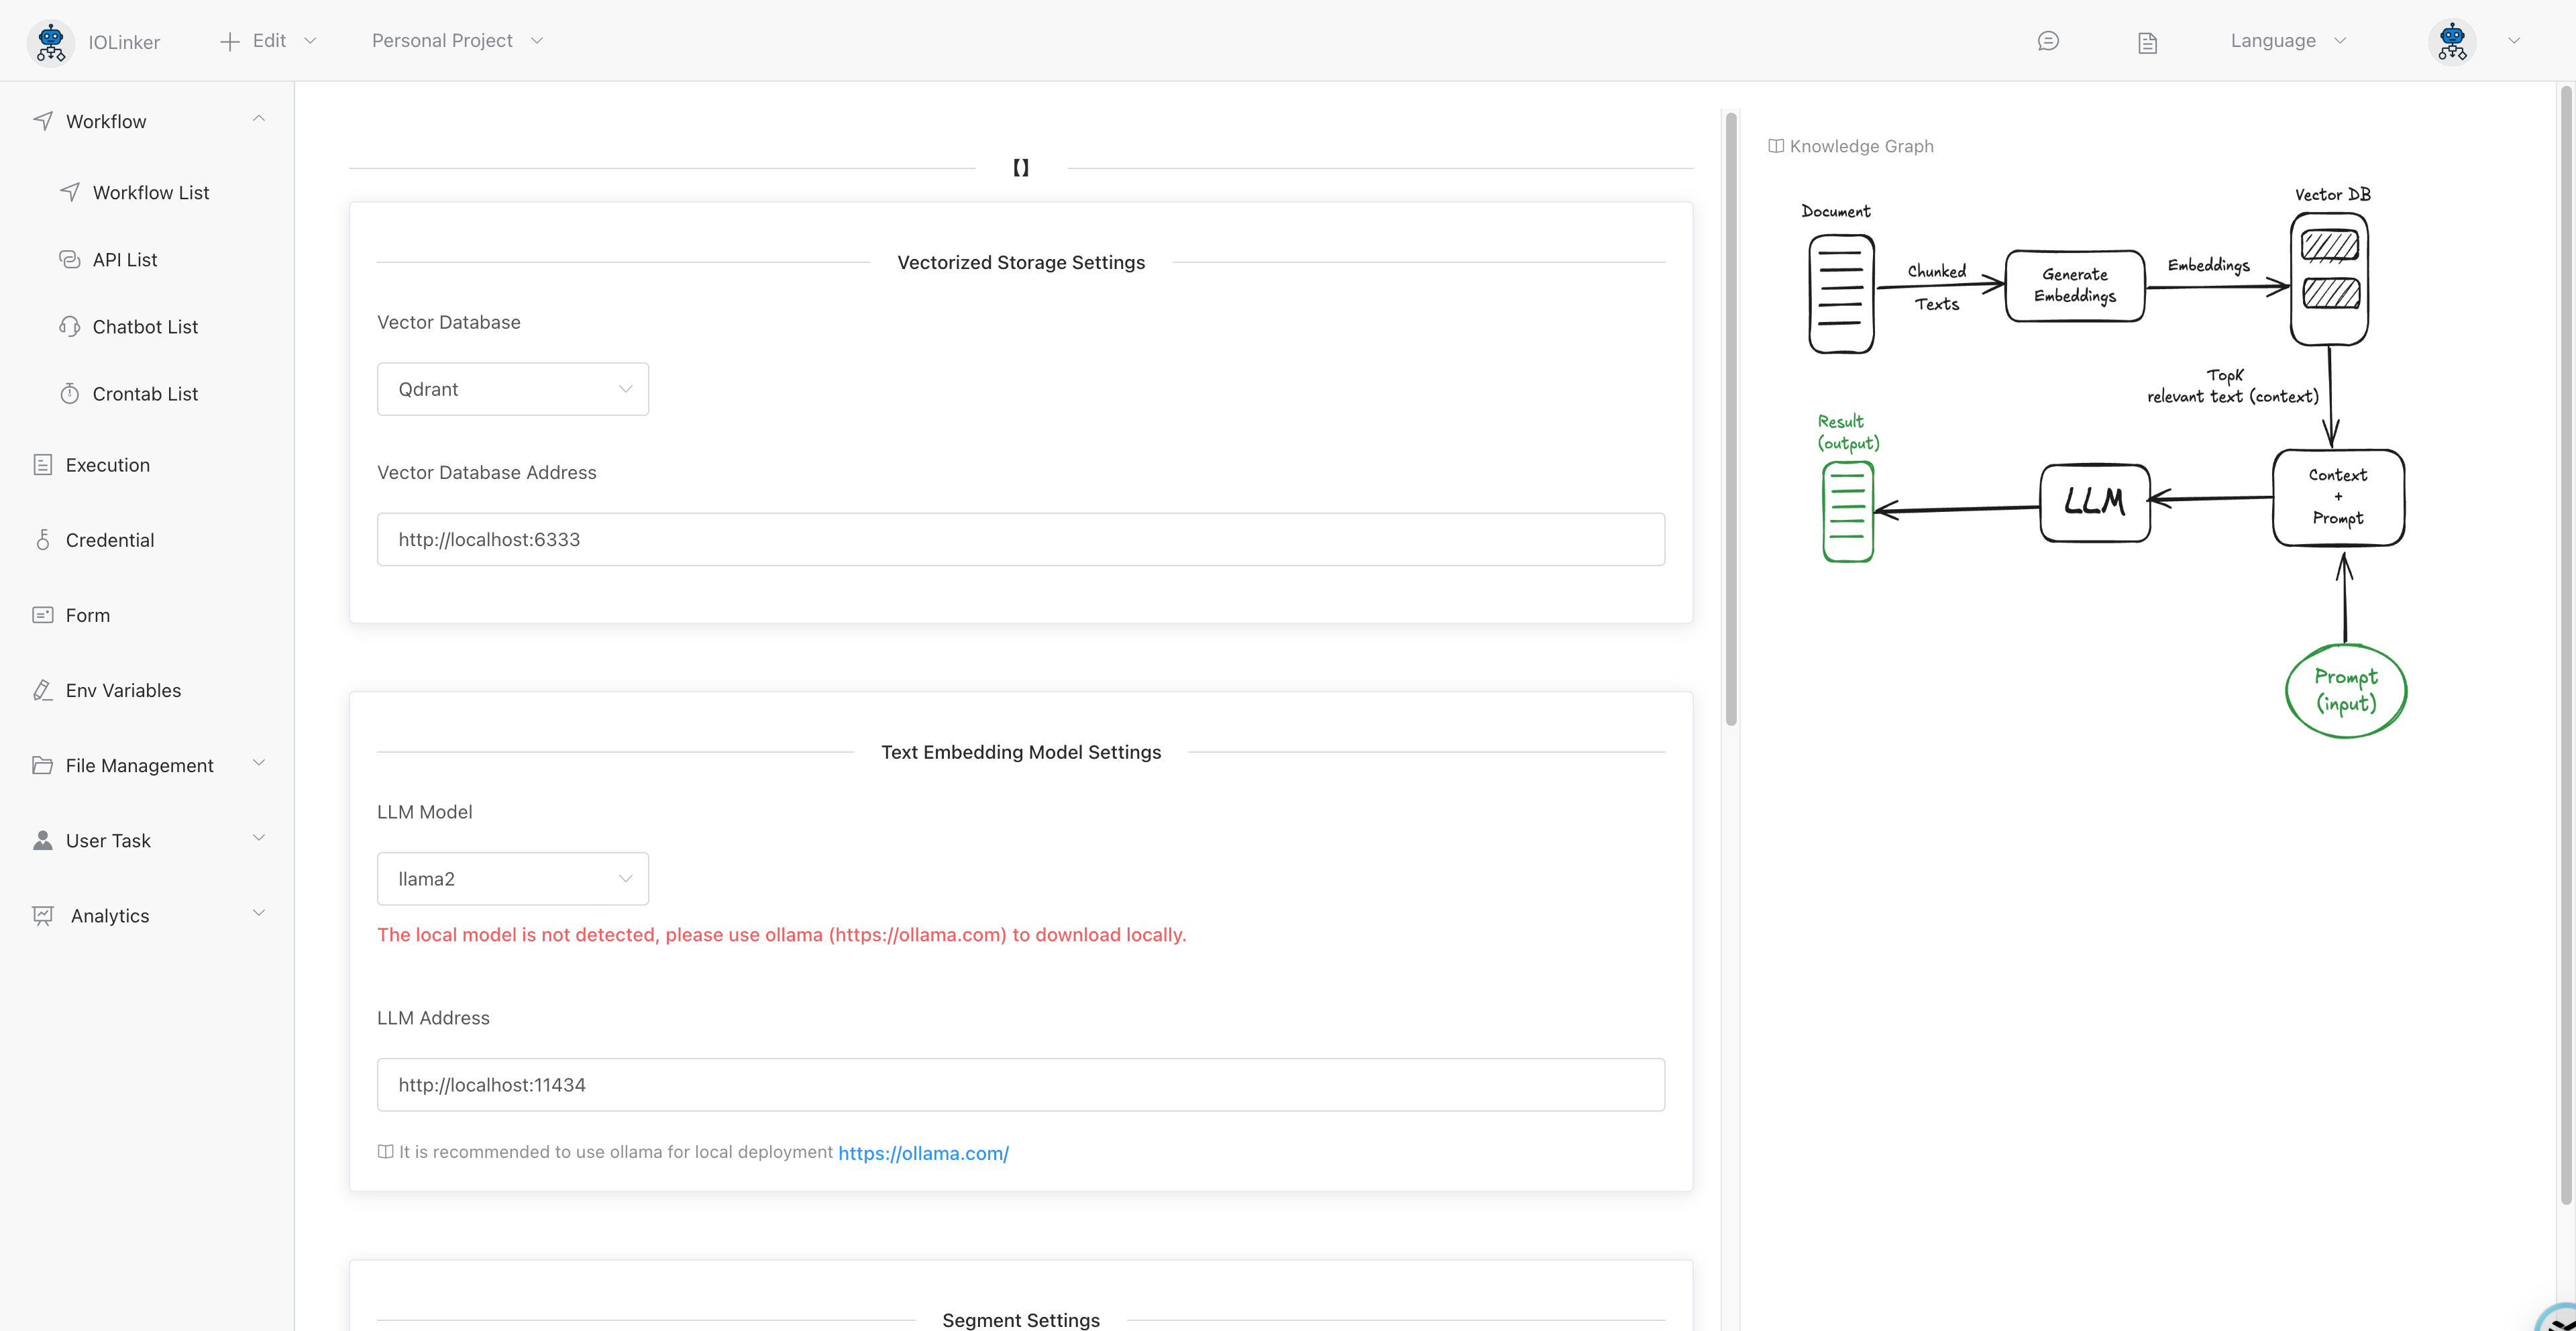 IOLinker
Edit
Personal Project
Language
Workflow
Workflow List
API List
Chatbot List
Crontab List
Execution
Credential
Form
Env Variables
File Management
User Task
Analytics
【】
Vectorized Storage Settings
Vector Database
Qdrant
Vector Database Address
http://localhost:6333
Text Embedding Model Settings
LLM Model
llama2
The local model is not detected, please use ollama (https://ollama.com) to download locally.
LLM Address
http://localhost:11434
It is recommended to use ollama for local deployment https://ollama.com/
Segment Settings
Knowledge Graph
Document
Chunked
Texts
Generate
Embeddings
Embeddings
Vector DB
TopK
relevant text (context)
Context
+
Prompt
LLM
Result
(output)
Prompt
(input)